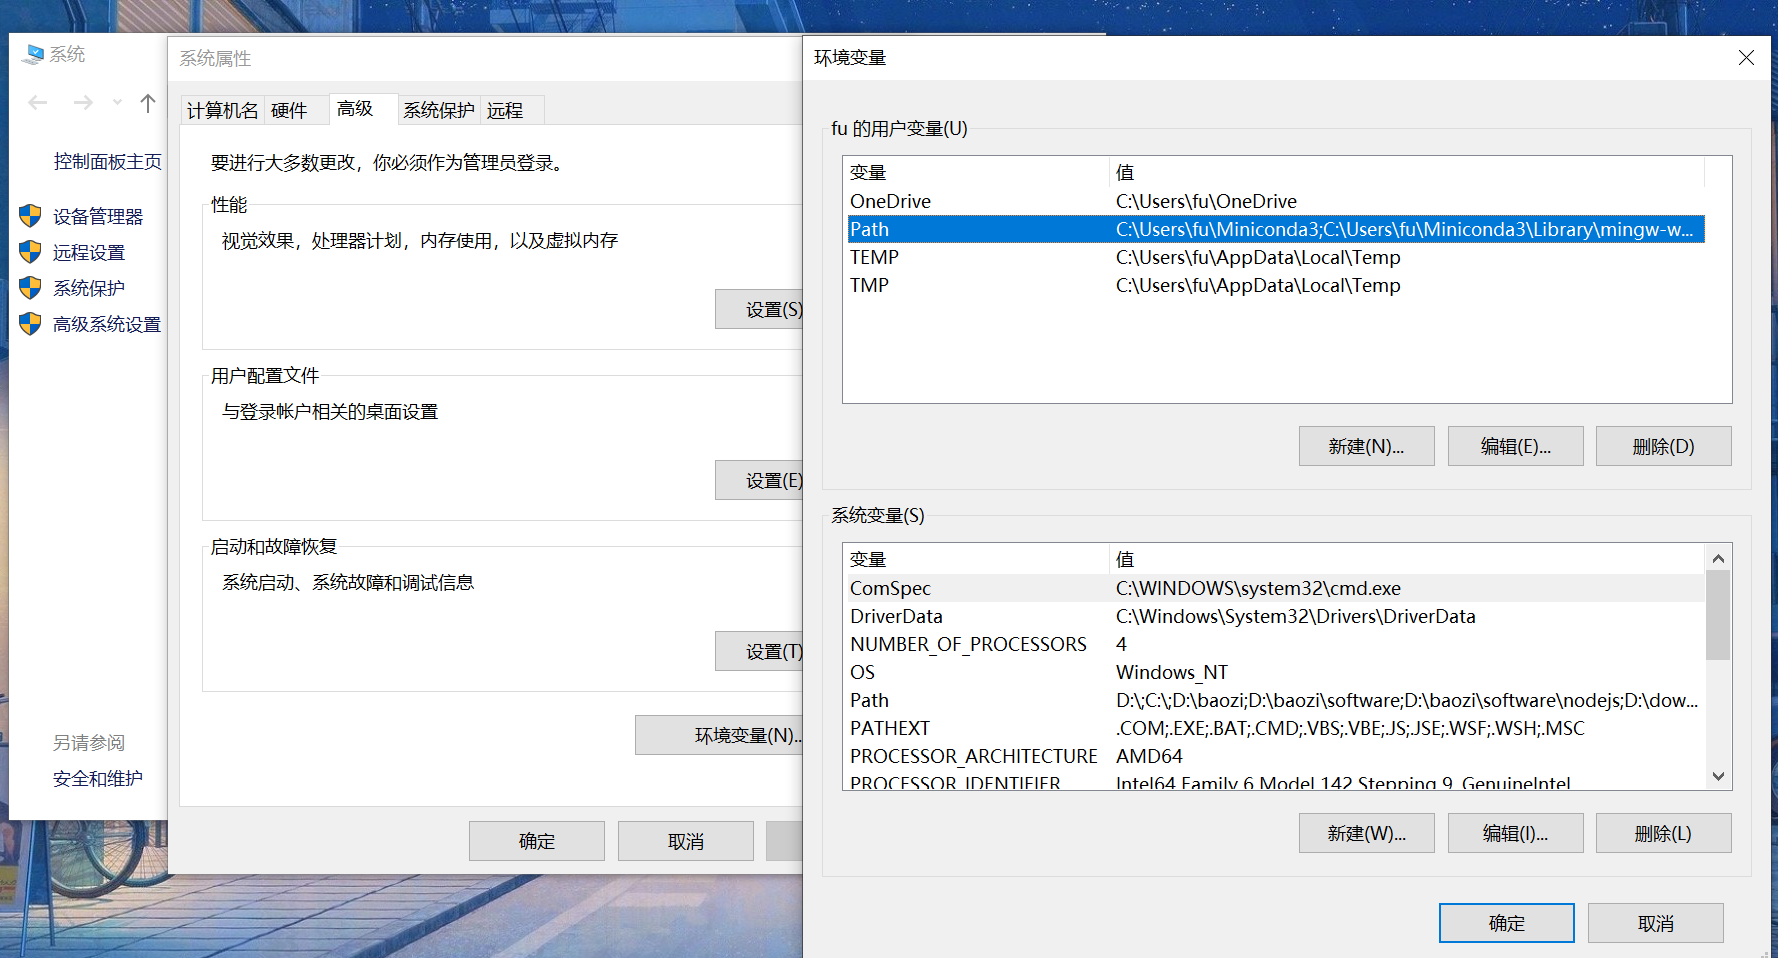 系统
控制面板主页
设备管理器
远程设置
系统保护
高级系统设置
另请参阅
安全和维护
系统属性
计算机名 硬件 高级 系统保护 远程
要进行大多数更改，你必须作为管理员登录。
性能
视觉效果，处理器计划，内存使用，以及虚拟内存
设置(S)
用户配置文件
与登录帐户相关的桌面设置
设置(E)
启动和故障恢复
系统启动、系统故障和调试信息
设置(T)
环境变量(N)..
确定 取消
环境变量
fu 的用户变量(U)
变量 值
OneDrive C:\Users\fu\OneDrive
Path C:\Users\fu\Miniconda3;C:\Users\fu\Miniconda3\Library\mingw-w...
TEMP C:\Users\fu\AppData\Local\Temp
TMP C:\Users\fu\AppData\Local\Temp
新建(N)... 编辑(E)... 删除(D)
系统变量(S)
变量 值
ComSpec C:\WINDOWS\system32\cmd.exe
DriverData C:\Windows\System32\Drivers\DriverData
NUMBER_OF_PROCESSORS 4
OS Windows_NT
Path D:\;C:\;D:\baozi;D:\baozi\software;D:\baozi\software\nodejs;D:\dow...
PATHEXT .COM;.EXE;.BAT;.CMD;.VBS;.VBE;.JS;.JSE;.WSF;.WSH;.MSC
PROCESSOR_ARCHITECTURE AMD64
PROCESSOR_IDENTIFIER Intel64 Family 6 Model 142 Stepping 9, GenuineIntel
新建(W)... 编辑(I)... 删除(L)
确定 取消